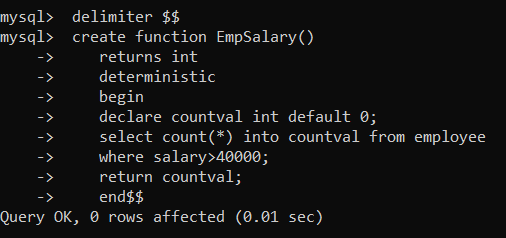 mysql> delimiter $$
mysql> create function EmpSalary()
-> returns int
-> deterministic
-> begin
-> declare countval int default 0;
-> select count(*) into countval from employee
-> where salary>40000;
-> return countval;
-> end$$
Query OK, 0 rows affected (0.01 sec)